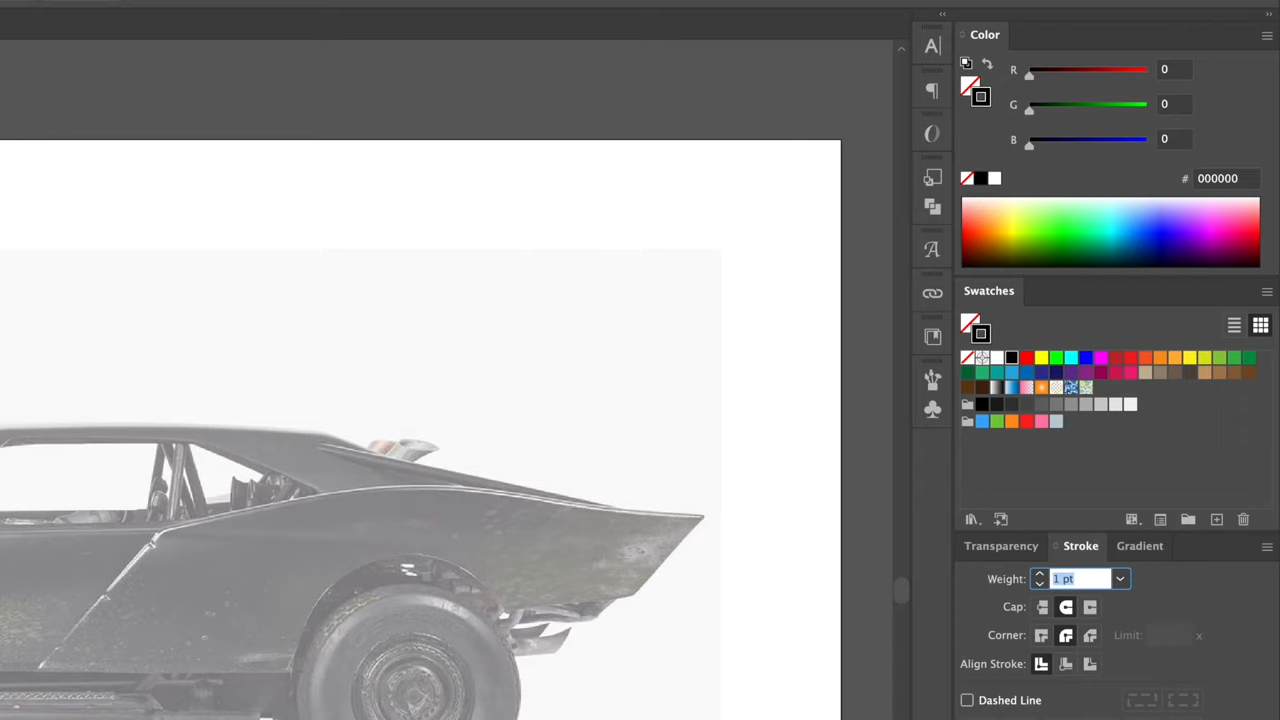 Color
R 0
G 0
B 0
# 000000
Swatches
Transparency Stroke Gradient
Weight: 1 pt
Cap:
Corner: Limit: x
Align Stroke:
Dashed Line